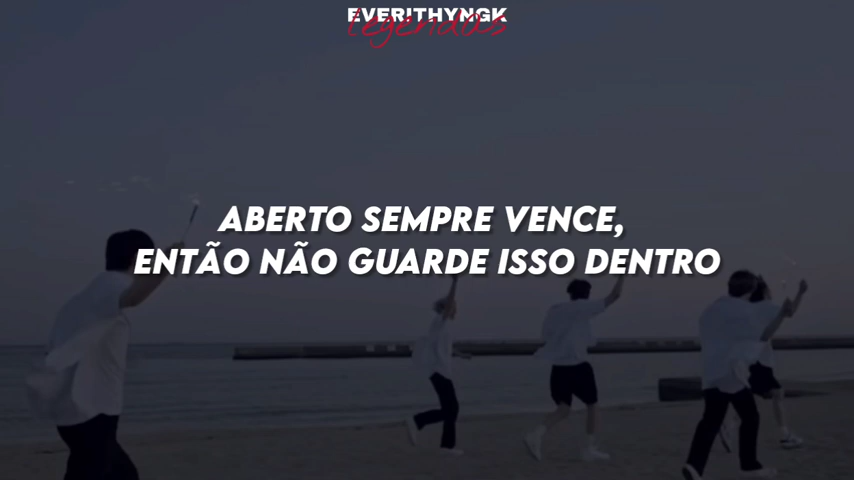 EVERITHYNGK
legendas
ABERTO SEMPRE VENCE,
ENTÃO NÃO GUARDE ISSO DENTRO